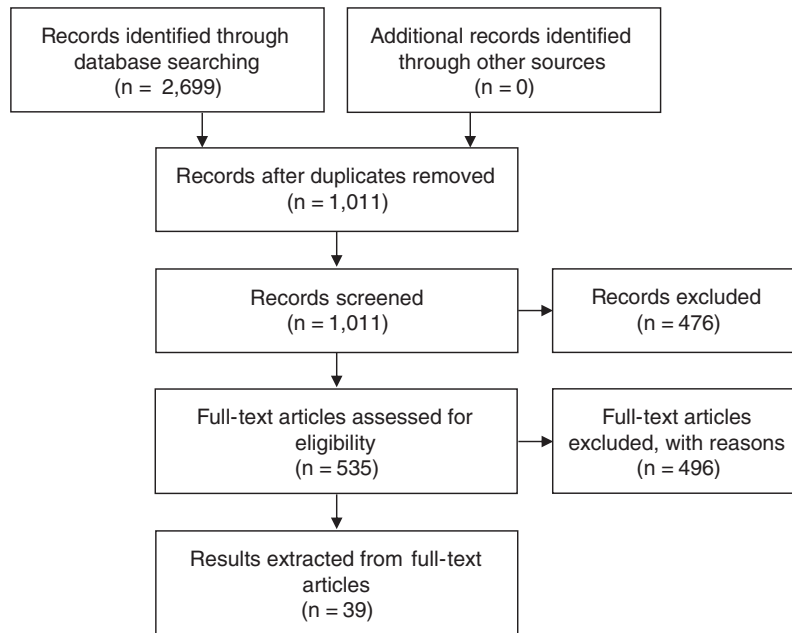 Records identified through
database searching
(n = 2,699)
Additional records identified
through other sources
(n = 0)
Records after duplicates removed
(n = 1,011)
Records screened
(n = 1,011)
Records excluded
(n = 476)
Full-text articles assessed for
eligibility
(n = 535)
Full-text articles
excluded, with reasons
(n = 496)
Results extracted from full-text
articles
(n = 39)